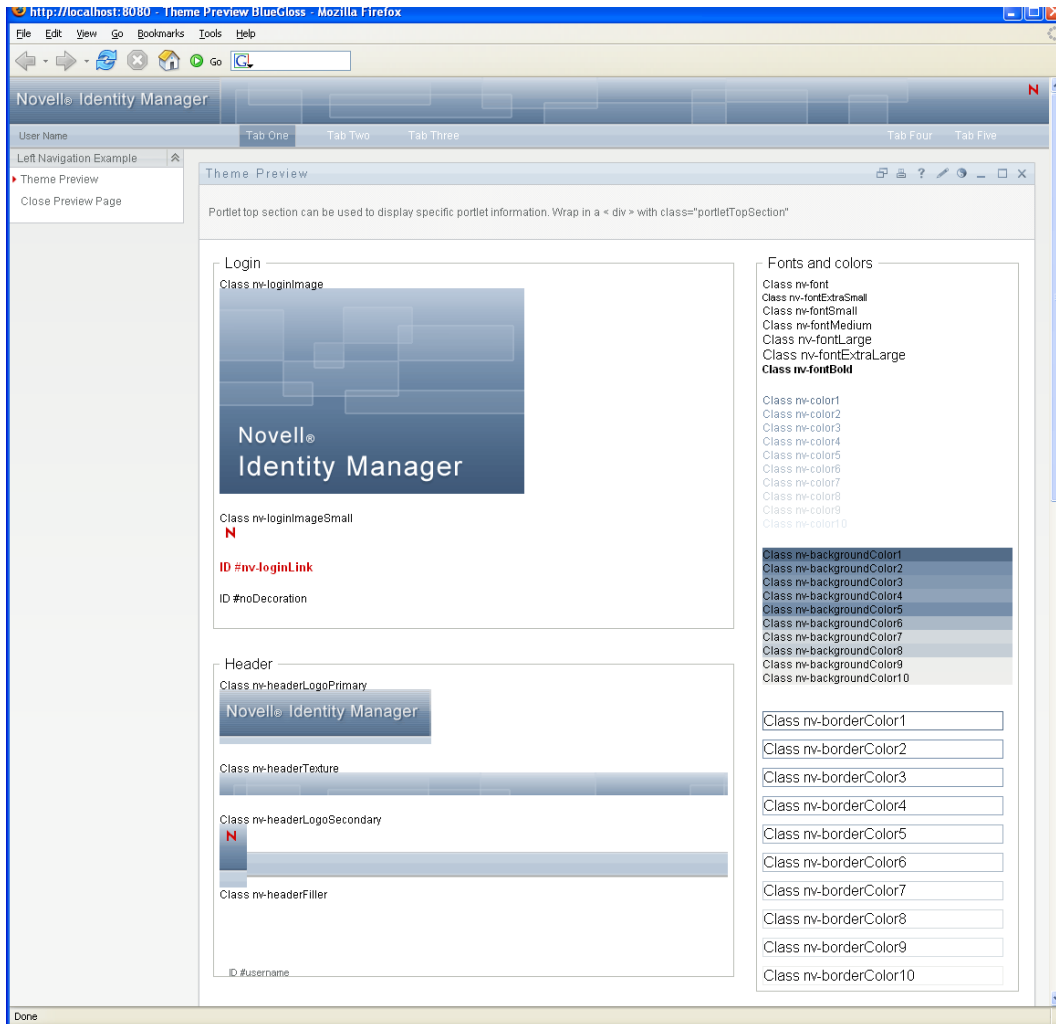 http://localhost:8080 - Theme Preview BlueGloss - Mozilla Firefox
File Edit View Go Bookmarks Tools Help
Go G
Novell® Identity Manager N
User Name Tab One Tab Two Tab Three Tab Four Tab Five
Left Navigation Example
Theme Preview
Close Preview Page
Theme Preview
Portlet top section can be used to display specific portlet information. Wrap in a < div > with class="portletTopSection"
Login
Class nv-loginImage
Novell®
Identity Manager
Class nv-loginImageSmall
N
ID #nv-loginLink
ID #noDecoration
Header
Class nv-headerLogoPrimary
Novell® Identity Manager
Class nv-headerTexture
Class nv-headerLogoSecondary
N
Class nv-headerFiller
ID #username
Fonts and colors
Class nv-font
Class nv-fontExtraSmall
Class nv-fontSmall
Class nv-fontMedium
Class nv-fontLarge
Class nv-fontExtraLarge
Class nv-fontBold
Class nv-color1
Class nv-color2
Class nv-color3
Class nv-color4
Class nv-color5
Class nv-color6
Class nv-color7
Class nv-color8
Class nv-color9
Class nv-color10
Class nv-backgroundColor1
Class nv-backgroundColor2
Class nv-backgroundColor3
Class nv-backgroundColor4
Class nv-backgroundColor5
Class nv-backgroundColor6
Class nv-backgroundColor7
Class nv-backgroundColor8
Class nv-backgroundColor9
Class nv-backgroundColor10
Class nv-borderColor1
Class nv-borderColor2
Class nv-borderColor3
Class nv-borderColor4
Class nv-borderColor5
Class nv-borderColor6
Class nv-borderColor7
Class nv-borderColor8
Class nv-borderColor9
Class nv-borderColor10
Done